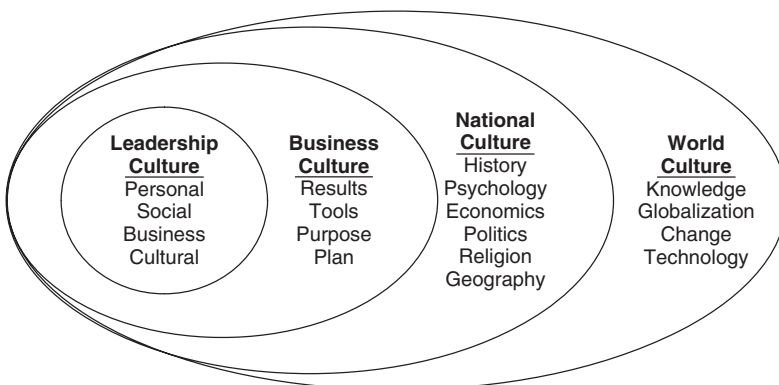 Leadership
Culture
Personal
Social
Business
Cultural
Business
Culture
Results
Tools
Purpose
Plan
National
Culture
History
Psychology
Economics
Politics
Religion
Geography
World
Culture
Knowledge
Globalization
Change
Technology